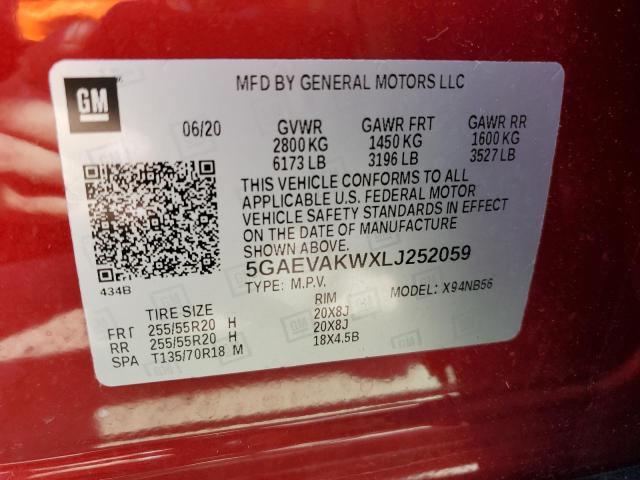 GM
MFD BY GENERAL MOTORS LLC
06/20 GVWR GAWR FRT GAWR RR
2800 KG 1450 KG 1600 KG
6173 LB 3196 LB 3527 LB
THIS VEHICLE CONFORMS TO ALL
APPLICABLE U.S. FEDERAL MOTOR
VEHICLE SAFETY STANDARDS IN EFFECT
ON THE DATE OF MANUFACTURE
SHOWN ABOVE.
434B 5GAEVAKWXLJ252059
TYPE: M.P.V. MODEL: X94NB56
TIRE SIZE RIM
FRT 255/55R20 H 20X8J
RR 255/55R20 H 20X8J
SPA T135/70R18 M 18X4.5B